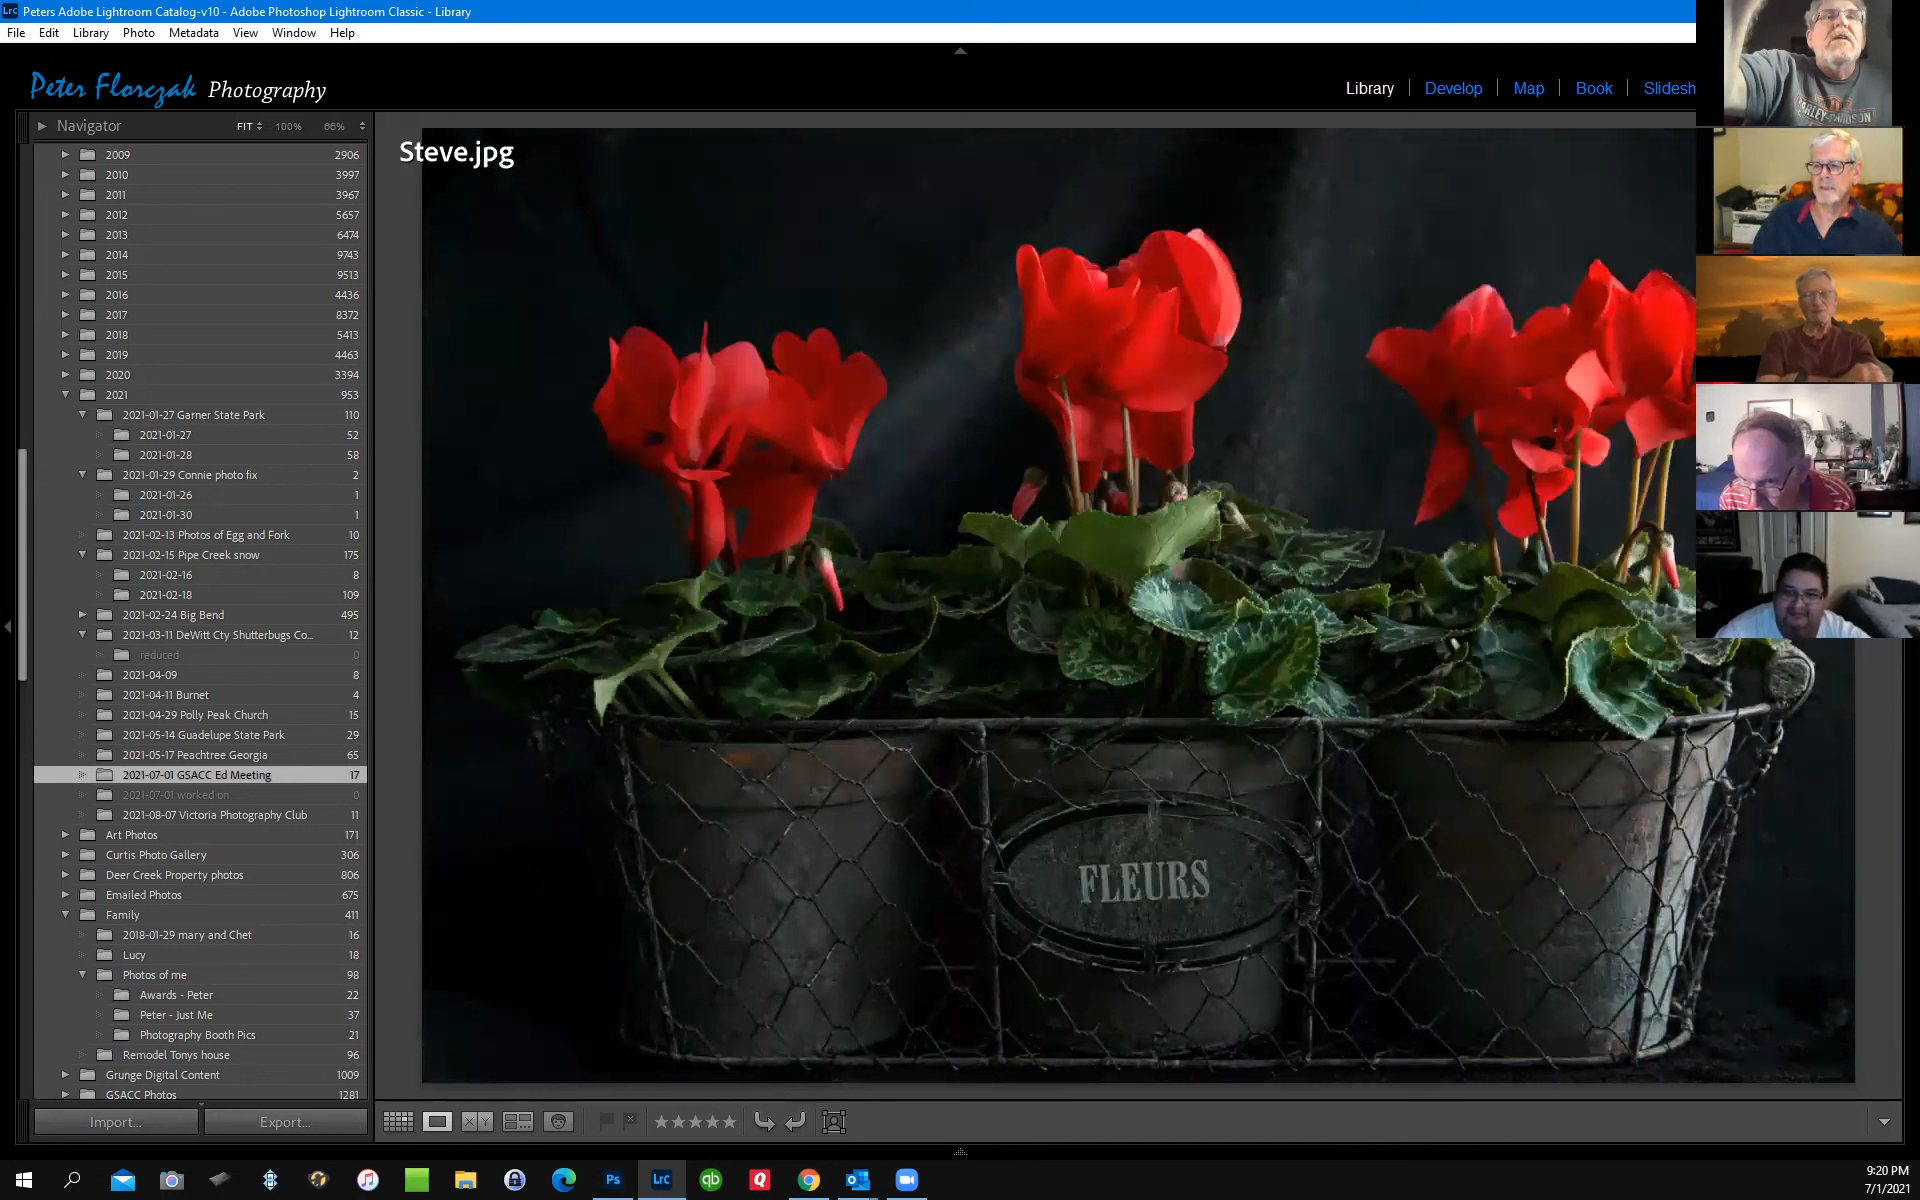 Peters Adobe Lightroom Catalog-v10 - Adobe Photoshop Lightroom Classic - Library
File Edit Library Photo Metadata View Window Help
Peter Florczak Photography
Library Develop Map Book Slidesh
Navigator FIT 100% 66%
Steve.jpg
2009 2906
2010 3997
2011 3967
2012 5657
2013 6474
2014 9743
2015 9513
2016 4436
2017 8372
2018 5413
2019 4463
2020 3394
2021 953
2021-01-27 Garner State Park 110
2021-01-27 52
2021-01-28 58
2021-01-29 Connie photo fix 2
2021-01-26 1
2021-01-30 1
2021-02-13 Photos of Egg and Fork 10
2021-02-15 Pipe Creek snow 175
2021-02-16 8
2021-02-18 109
2021-02-24 Big Bend 495
2021-03-11 DeWitt Cty Shutterbugs Co... 12
reduced 0
2021-04-09 8
2021-04-11 Burnet 4
2021-04-29 Polly Peak Church 15
2021-05-14 Guadelupe State Park 29
2021-05-17 Peachtree Georgia 65
2021-07-01 GSACC Ed Meeting 17
2021-07-01 worked on 0
2021-08-07 Victoria Photography Club 11
Art Photos 171
Curtis Photo Gallery 306
Deer Creek Property photos 806
Emailed Photos 675
Family 411
2018-01-29 mary and Chet 16
Lucy 18
Photos of me 98
Awards - Peter 22
Peter - Just Me 37
Photography Booth Pics 21
Remodel Tonys house 96
Grunge Digital Content 1009
GSACC Photos 1281
Import... Export...
FLEURS
HARLEY-DAVIDSON
XY
Ps Lrc qb Q
9:20 PM
7/1/2021